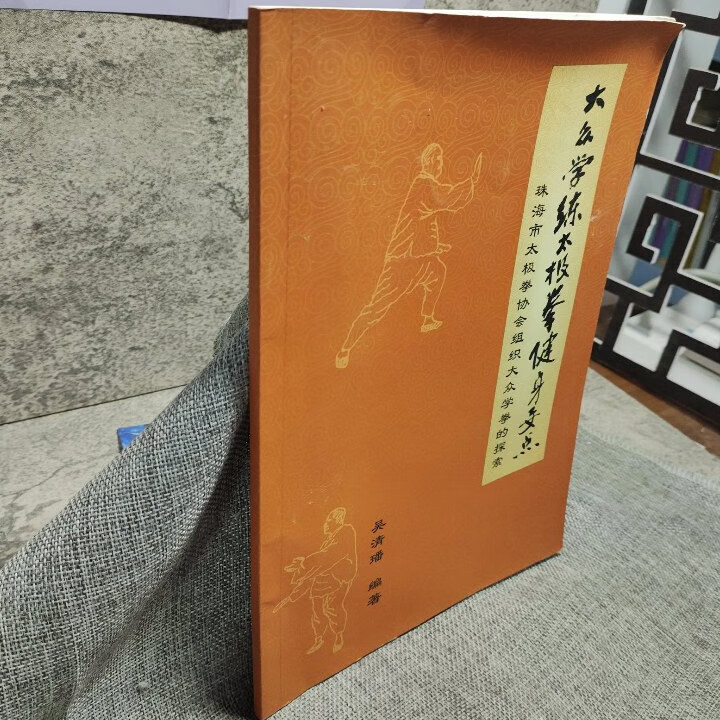 大众学练太极拳健身要点
珠海市太极拳协会组织大众学拳的探索
吴清璠 编著